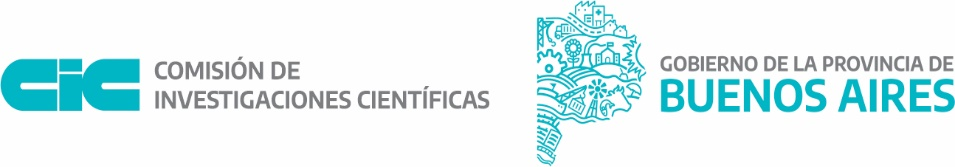 CIC
COMISIÓN DE
INVESTIGACIONES CIENTÍFICAS
GOBIERNO DE LA PROVINCIA DE
BUENOS AIRES